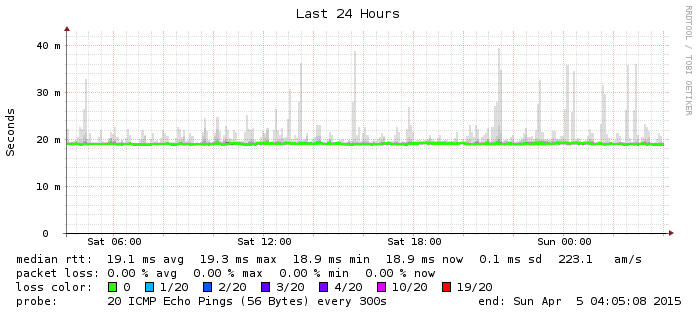 Last 24 Hours
RRDTOOL / TOBI OETIKER
Seconds
40 m
30 m
20 m
10 m
0
Sat 06:00 Sat 12:00 Sat 18:00 Sun 00:00
median rtt: 19.1 ms avg 19.3 ms max 18.9 ms min 18.9 ms now 0.1 ms sd 223.1 am/s
packet loss: 0.00 % avg 0.00 % max 0.00 % min 0.00 % now
loss color: 0 1/20 2/20 3/20 4/20 10/20 19/20
probe: 20 ICMP Echo Pings (56 Bytes) every 300s end: Sun Apr 5 04:05:08 2015